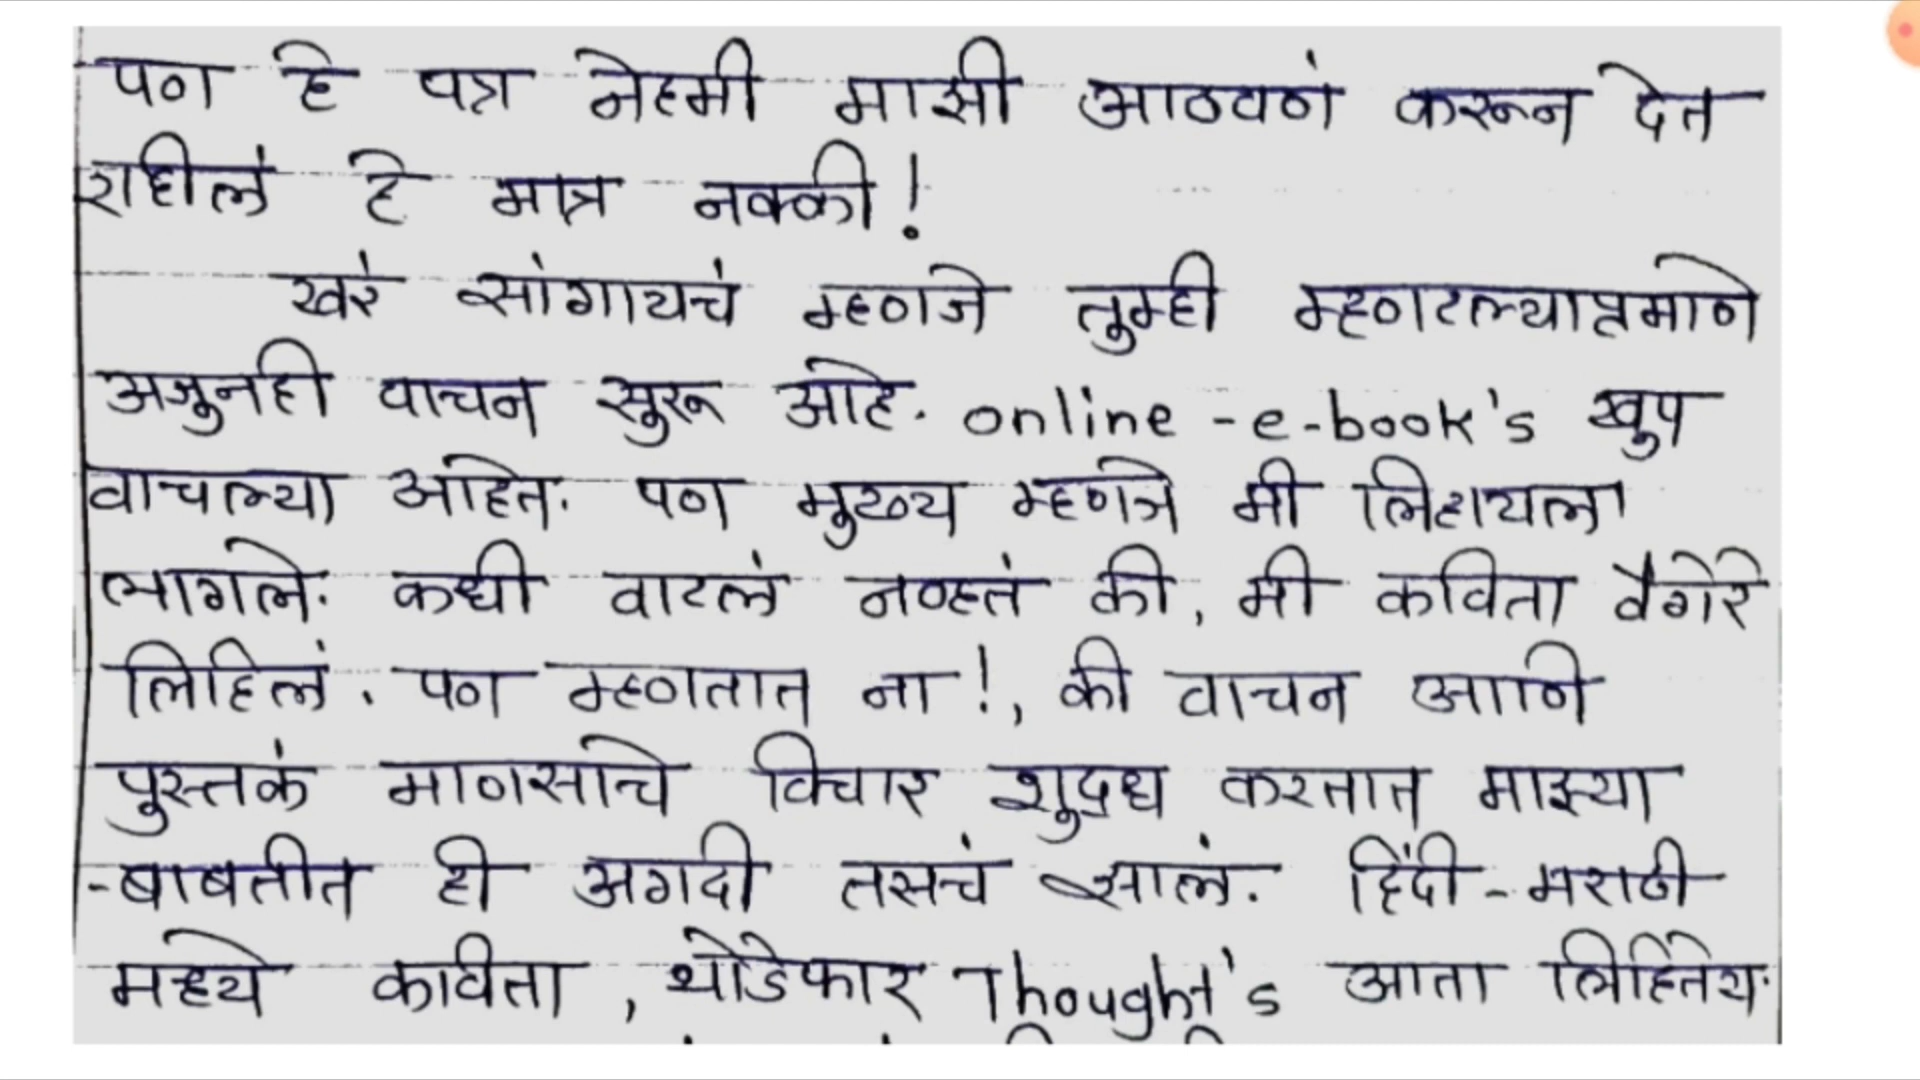 पण हे पत्र नेहमी माझी आठवणं करून देत
राहीलं हे मात्र नक्की!
खरं सांगायचं म्हणजे तुम्ही म्हणाटल्याप्रमाणे
अजुनही वाचन सुरू आहे. online -e-book's खुप
वाचल्या आहेत. पण मुख्य म्हणजे मी लिहायला
लागले. कधी वाटलं नव्हतं की, मी कविता वैगेरे
लिहिलं. पण म्हणतात ना!, की वाचन आणि
पुस्तकं माणसाचे विचार शुद्ध करतात माझ्या
-बाबतीत ही अगदी तसचं झालं. हिंदी-मराठी
मध्ये कविता, थोडेफार Thought's आता लिहितेय.